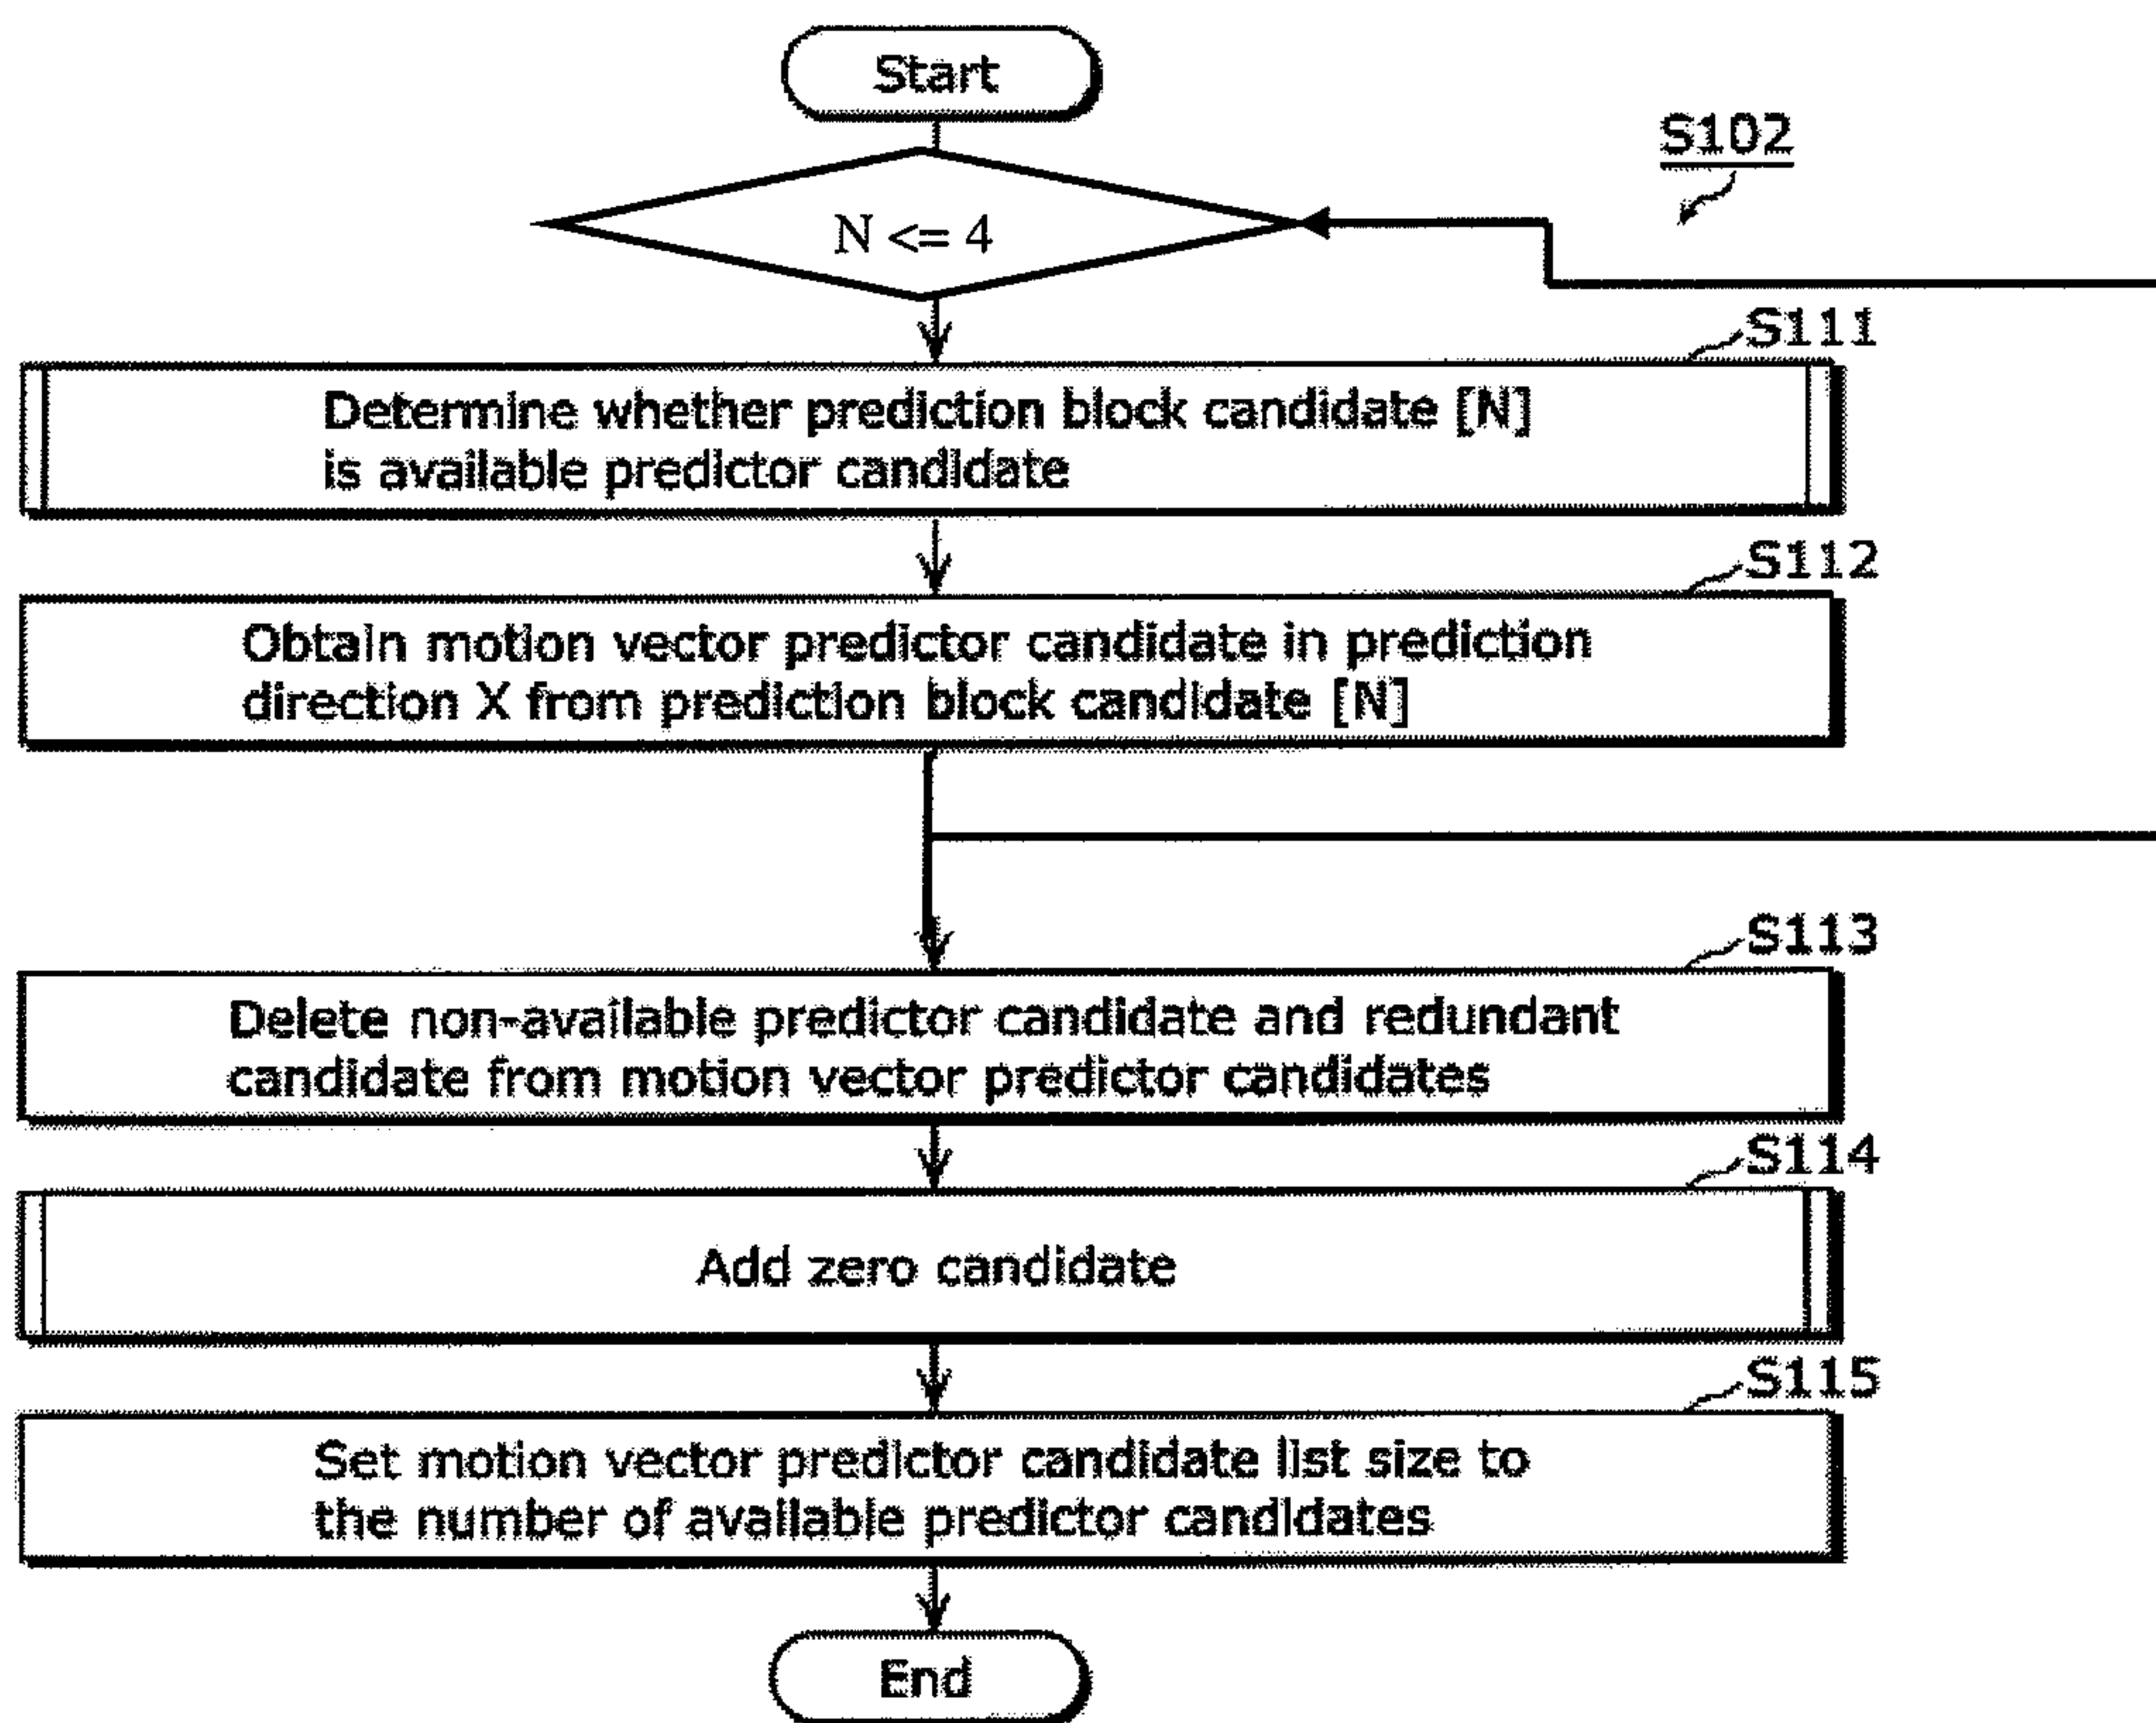 Start
S102
N <= 4
S111
Determine whether prediction block candidate [N]
is available predictor candidate
S112
Obtain motion vector predictor candidate in prediction
direction X from prediction block candidate [N]
S113
Delete non-available predictor candidate and redundant
candidate from motion vector predictor candidates
S114
Add zero candidate
S115
Set motion vector predictor candidate list size to
the number of available predictor candidates
End